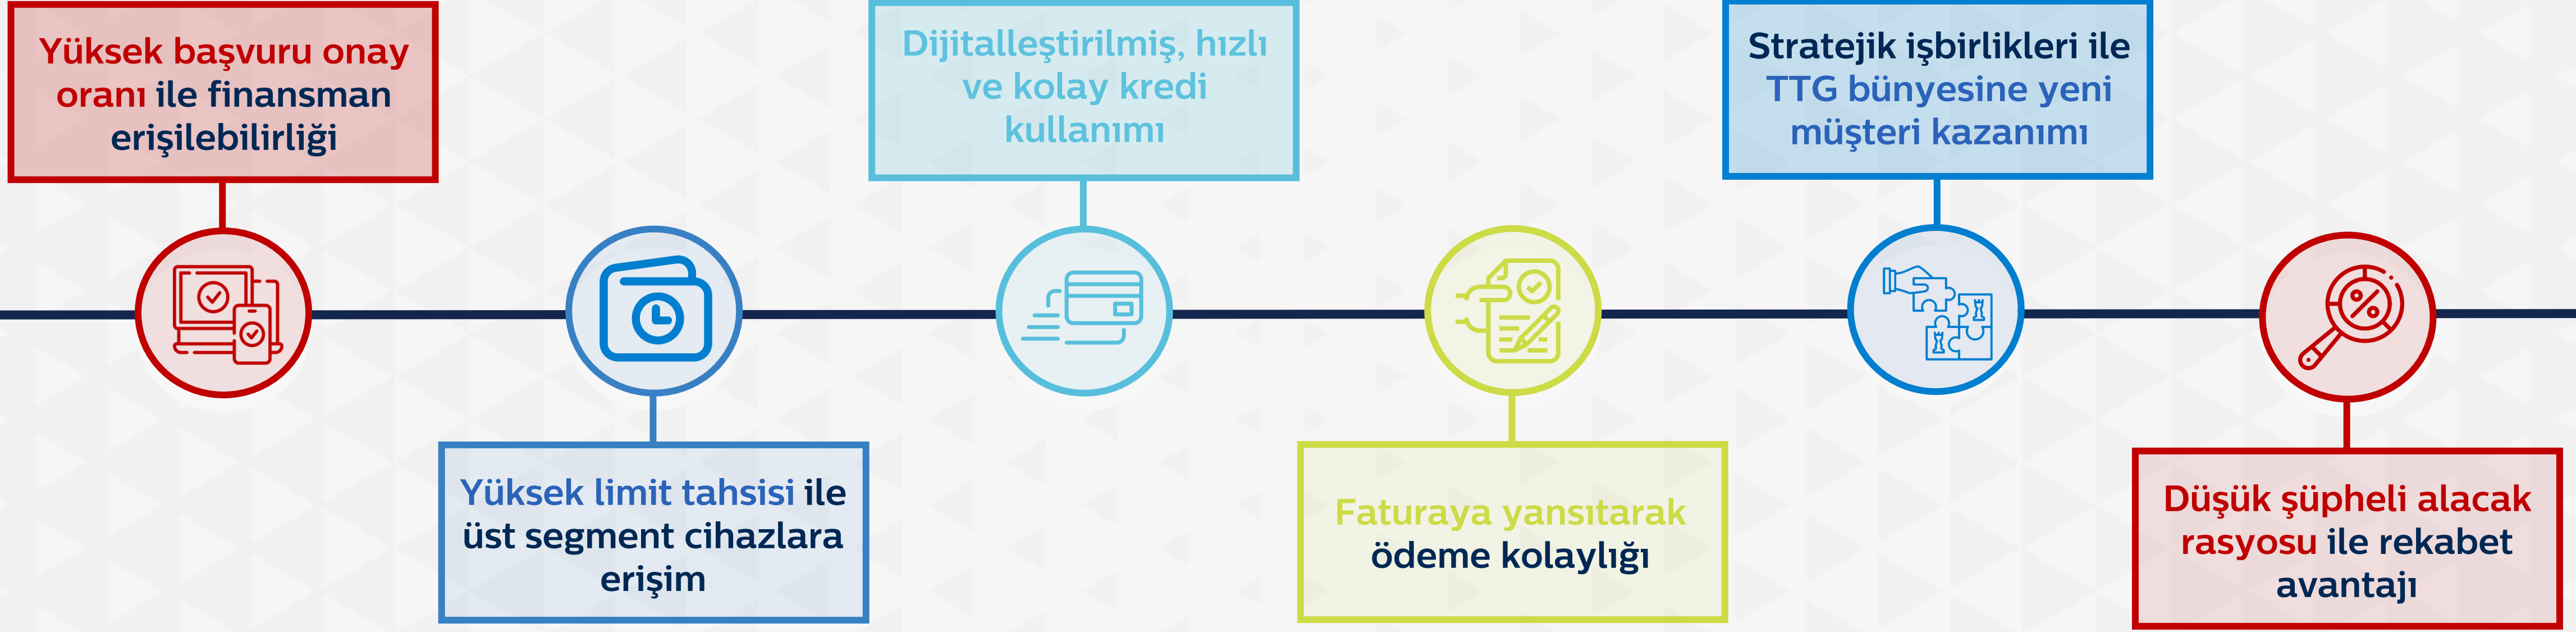 Yüksek başvuru onay
oranı ile finansman
erişilebilirliği
Yüksek limit tahsisi ile
üst segment cihazlara
erişim
Dijitalleştirilmiş, hızlı
ve kolay kredi
kullanımı
Faturaya yansıtarak
ödeme kolaylığı
Stratejik işbirlikleri ile
TTG bünyesine yeni
müşteri kazanımı
Düşük şüpheli alacak
rasyosu ile rekabet
avantajı